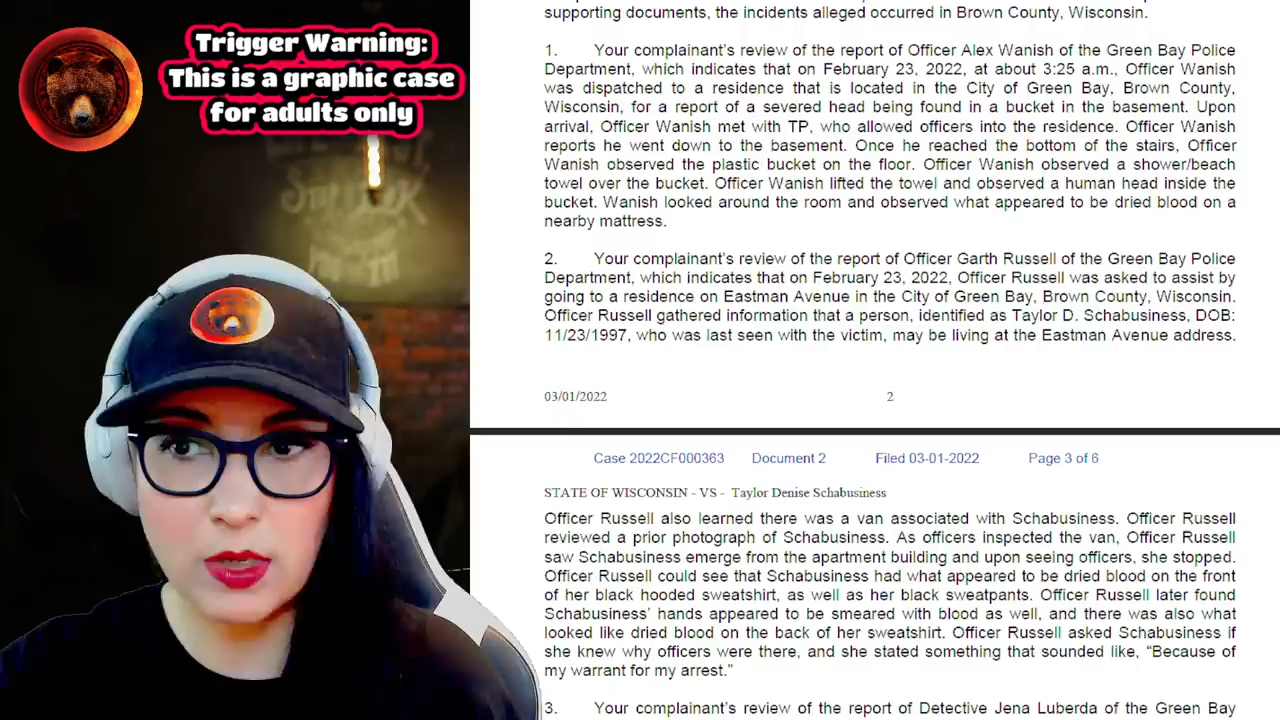 Trigger Warning:
This is a graphic case
for adults only
supporting documents, the incidents alleged occurred in Brown County, Wisconsin.
1. Your complainant's review of the report of Officer Alex Wanish of the Green Bay Police
Department, which indicates that on February 23, 2022, at about 3:25 a.m., Officer Wanish
was dispatched to a residence that is located in the City of Green Bay, Brown County,
Wisconsin, for a report of a severed head being found in a bucket in the basement. Upon
arrival, Officer Wanish met with TP, who allowed officers into the residence. Officer Wanish
reports he went down to the basement. Once he reached the bottom of the stairs, Officer
Wanish observed the plastic bucket on the floor. Officer Wanish observed a shower/beach
towel over the bucket. Officer Wanish lifted the towel and observed a human head inside the
bucket. Wanish looked around the room and observed what appeared to be dried blood on a
nearby mattress.
2. Your complainant's review of the report of Officer Garth Russell of the Green Bay Police
Department, which indicates that on February 23, 2022, Officer Russell was asked to assist by
going to a residence on Eastman Avenue in the City of Green Bay, Brown County, Wisconsin.
Officer Russell gathered information that a person, identified as Taylor D. Schabusiness, DOB:
11/23/1997, who was last seen with the victim, may be living at the Eastman Avenue address.
03/01/2022 2
Case 2022CF000363 Document 2 Filed 03-01-2022 Page 3 of 6
STATE OF WISCONSIN - VS - Taylor Denise Schabusiness
Officer Russell also learned there was a van associated with Schabusiness. Officer Russell
reviewed a prior photograph of Schabusiness. As officers inspected the van, Officer Russell
saw Schabusiness emerge from the apartment building and upon seeing officers, she stopped.
Officer Russell could see that Schabusiness had what appeared to be dried blood on the front
of her black hooded sweatshirt, as well as her black sweatpants. Officer Russell later found
Schabusiness' hands appeared to be smeared with blood as well, and there was also what
looked like dried blood on the back of her sweatshirt. Officer Russell asked Schabusiness if
she knew why officers were there, and she stated something that sounded like, "Because of
my warrant for my arrest."
3. Your complainant's review of the report of Detective Jena Luberda of the Green Bay